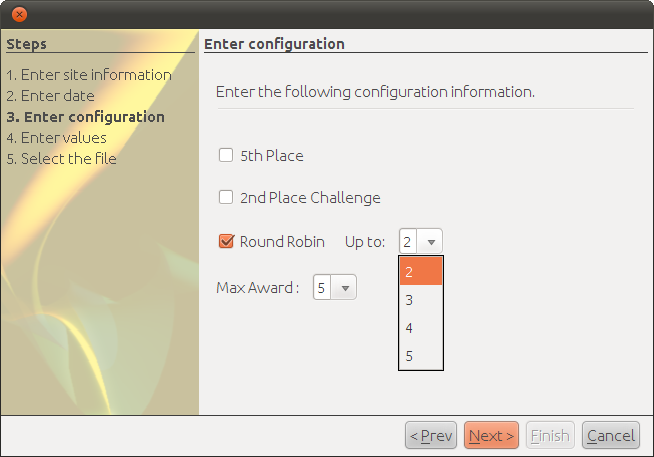 Steps
1. Enter site information
2. Enter date
3. Enter configuration
4. Enter values
5. Select the file
Enter configuration
Enter the following configuration information.
5th Place
2nd Place Challenge
Round Robin Up to: 2
2
3
4
5
Max Award : 5
< Prev Next > Finish Cancel